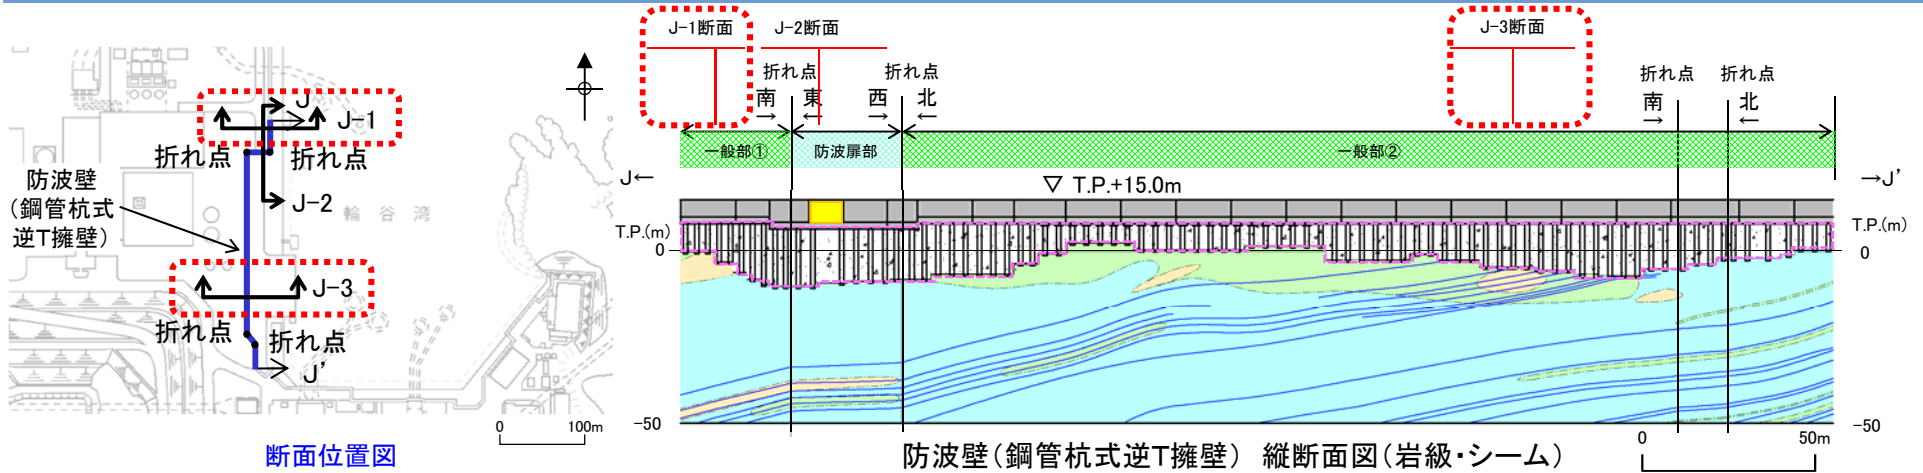 J
J-1
折れ点
折れ点
防波壁
（鋼管杭式
逆T擁壁）
J-2
輪谷湾
J-3
折れ点
折れ点
J'
0
100m
断面位置図
J-1断面
J-2断面
J-3断面
折れ点
折れ点
折れ点
折れ点
南
→
東
←
西
→
北
←
南
→
北
←
一般部①
防波扉部
一般部②
J←
▽ T.P.+15.0m
→J'
T.P.(m)
T.P.(m)
0
0
-50
-50
0
50m
防波壁（鋼管杭式逆T擁壁） 縦断面図（岩級・シーム）